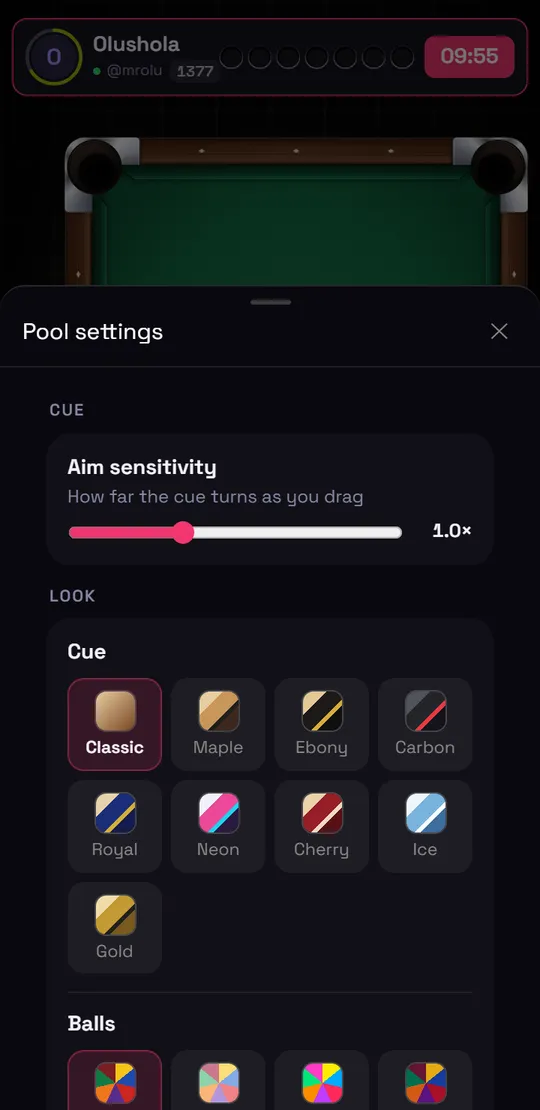 O
Olushola
@mrolu 1377
09:55
Pool settings
CUE
Aim sensitivity
How far the cue turns as you drag
1.0×
LOOK
Cue
Classic
Maple
Ebony
Carbon
Royal
Neon
Cherry
Ice
Gold
Balls